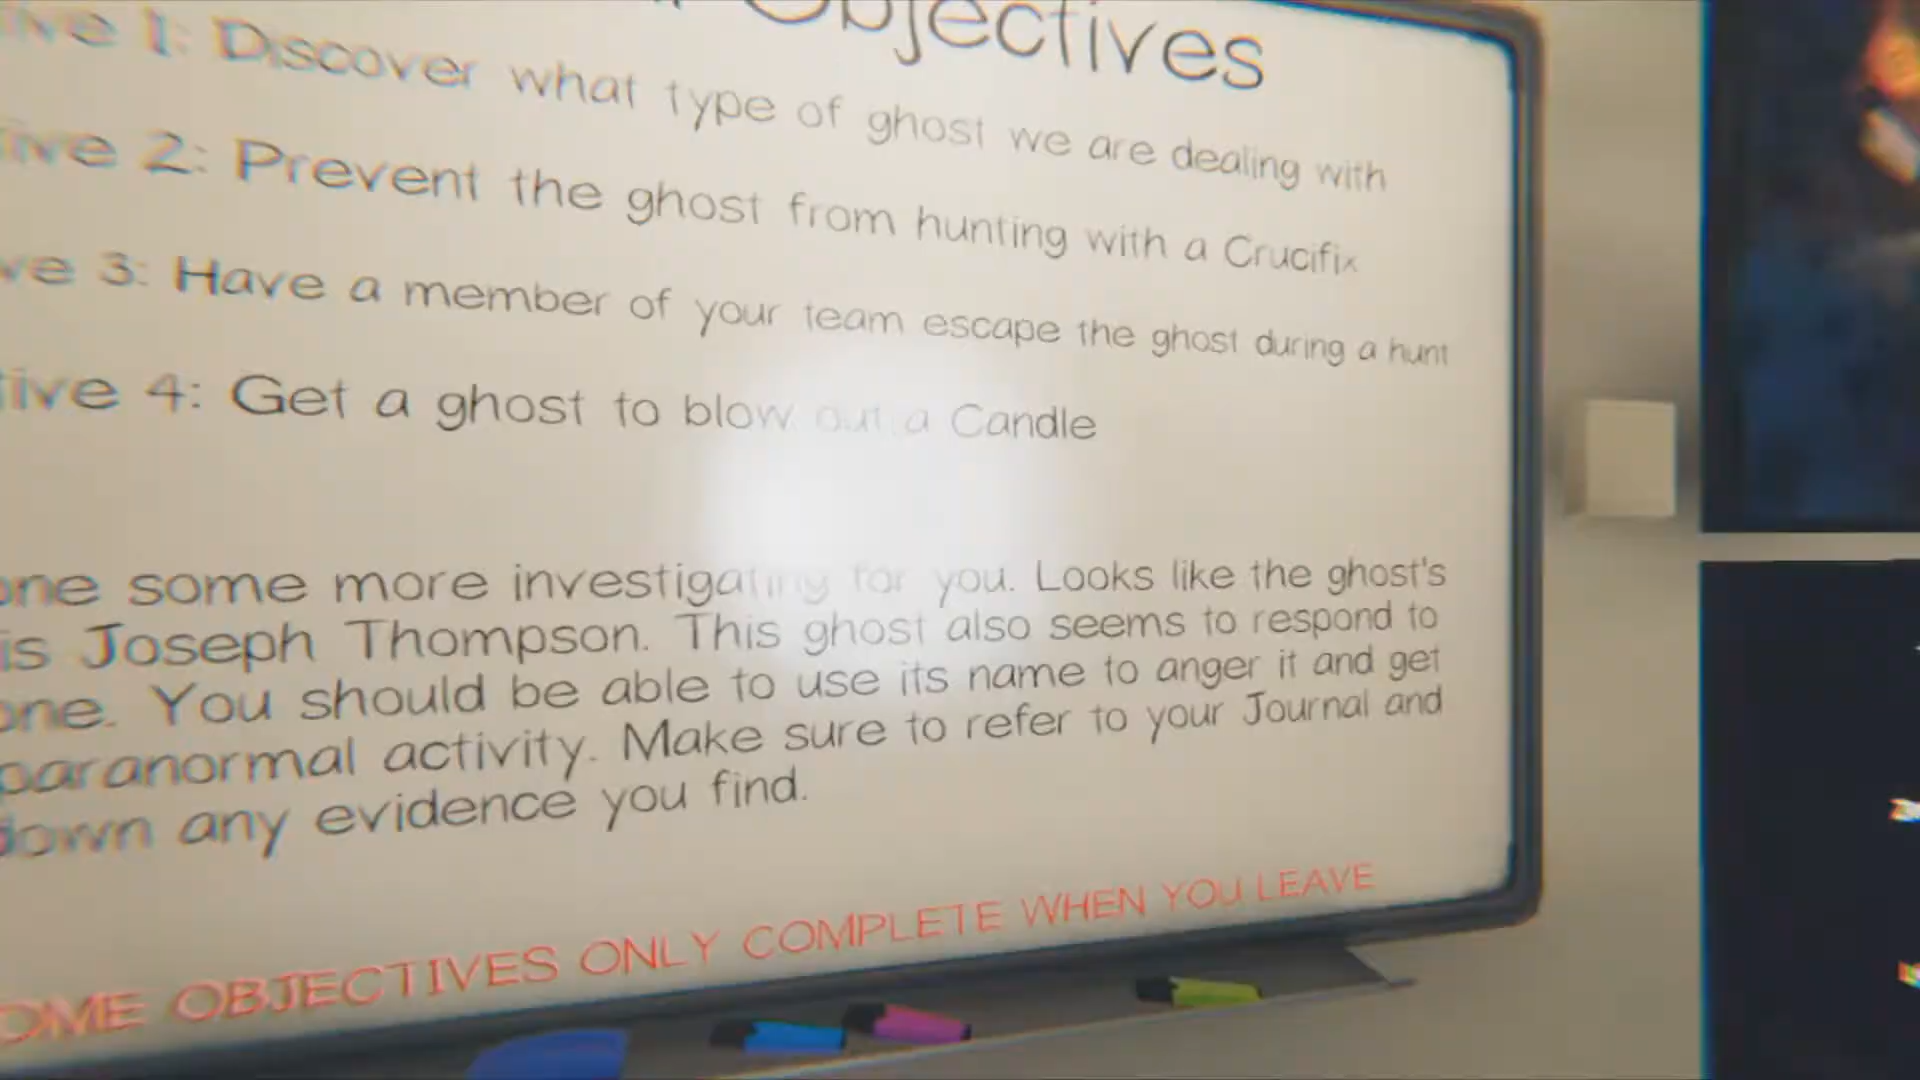 Objectives
ive 1: Discover what type of ghost we are dealing with
ive 2: Prevent the ghost from hunting with a Crucifix
ve 3: Have a member of your team escape the ghost during a hunt
tive 4: Get a ghost to blow out a Candle
one some more investigating for you. Looks like the ghost's
is Joseph Thompson. This ghost also seems to respond to
one. You should be able to use its name to anger it and get
paranormal activity. Make sure to refer to your Journal and
down any evidence you find.
OME OBJECTIVES ONLY COMPLETE WHEN YOU LEAVE